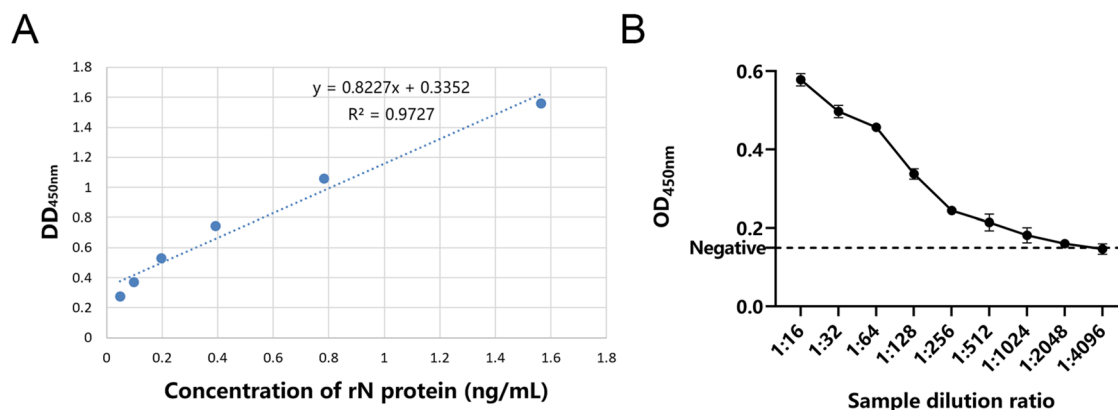 A
1.8
1.6
1.4
1.2
1
0.8
0.6
0.4
0.2
0
y = 0.8227x + 0.3352
R² = 0.9727
DD450nm
0 0.2 0.4 0.6 0.8 1 1.2 1.4 1.6 1.8
Concentration of rN protein (ng/mL)
B
0.6
0.4
0.2
Negative
0.0
OD450nm
1:16 1:32 1:64 1:128 1:256 1:512 1:1024 1:2048 1:4096
Sample dilution ratio